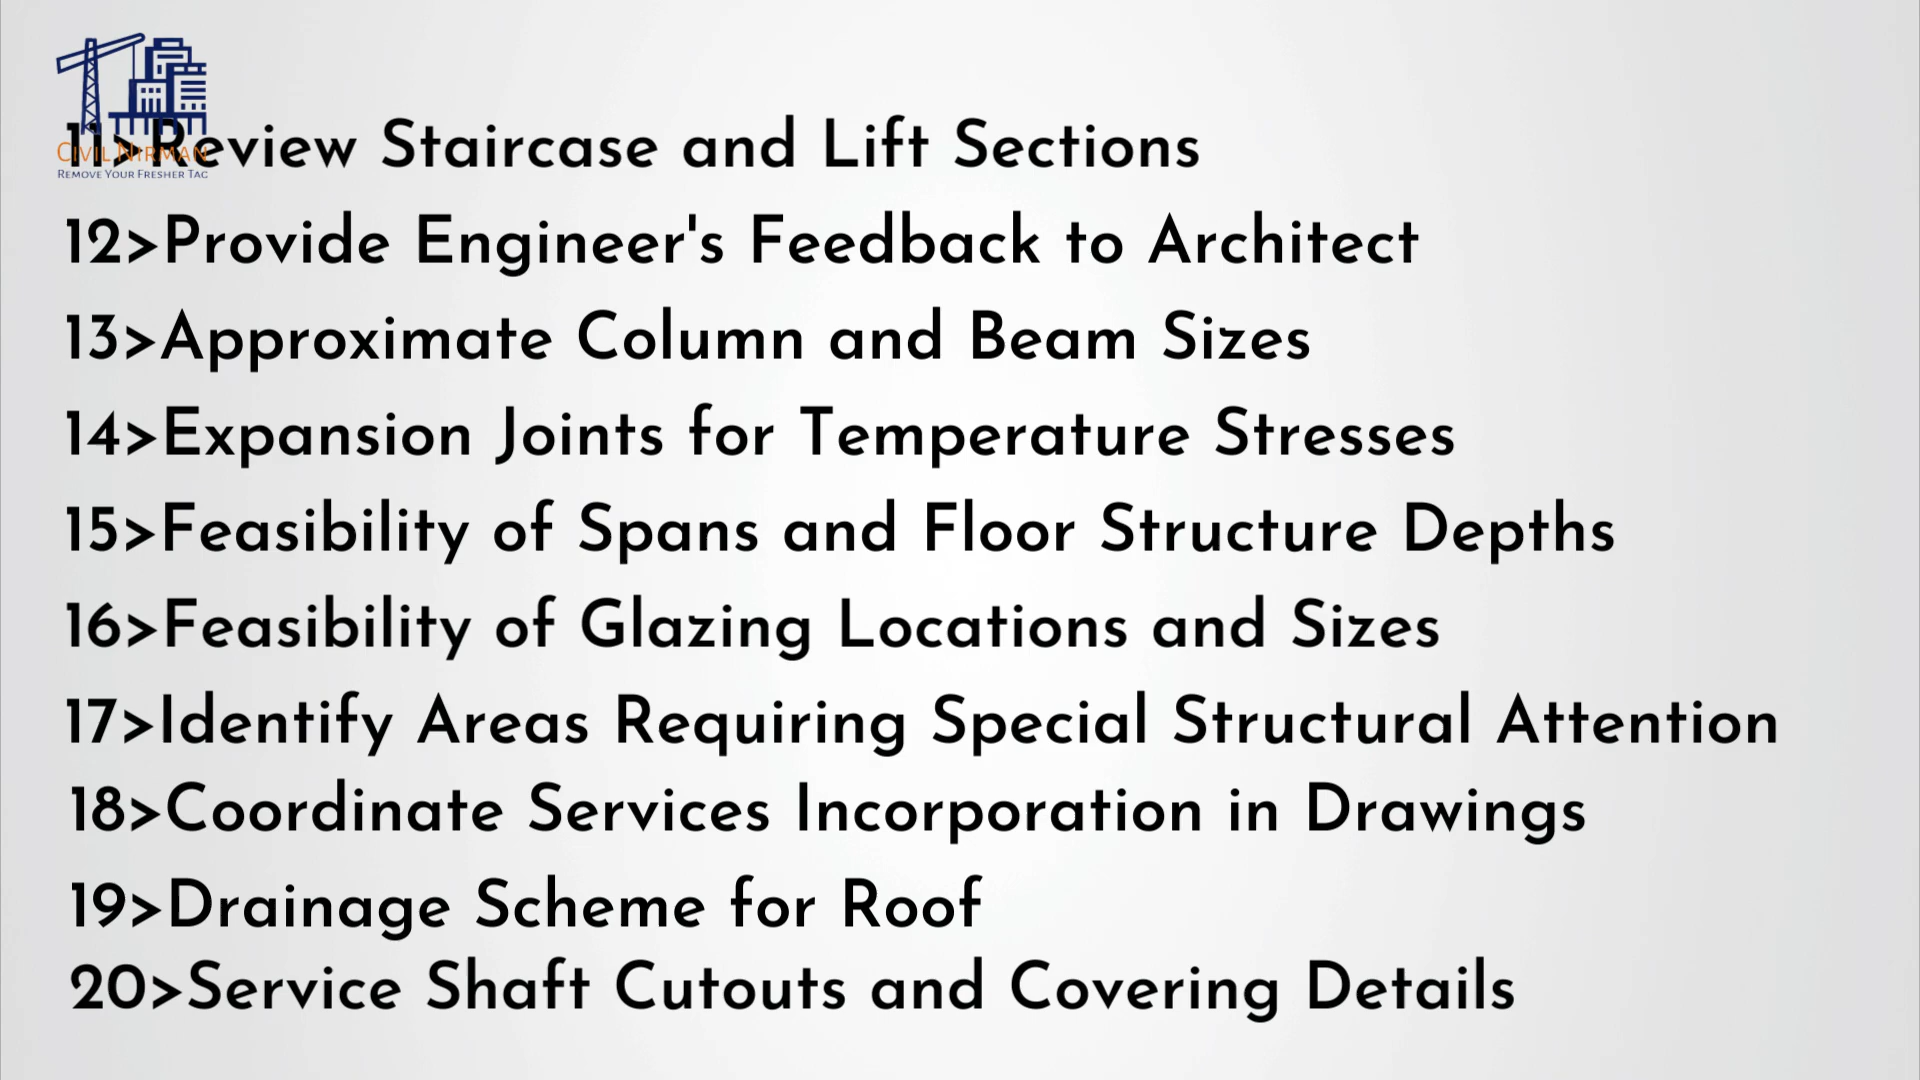 11>Review Staircase and Lift Sections
CIVIL NIRMAN
REMOVE YOUR FRESHER TAG
12>Provide Engineer's Feedback to Architect
13>Approximate Column and Beam Sizes
14>Expansion Joints for Temperature Stresses
15>Feasibility of Spans and Floor Structure Depths
16>Feasibility of Glazing Locations and Sizes
17>Identify Areas Requiring Special Structural Attention
18>Coordinate Services Incorporation in Drawings
19>Drainage Scheme for Roof
20>Service Shaft Cutouts and Covering Details